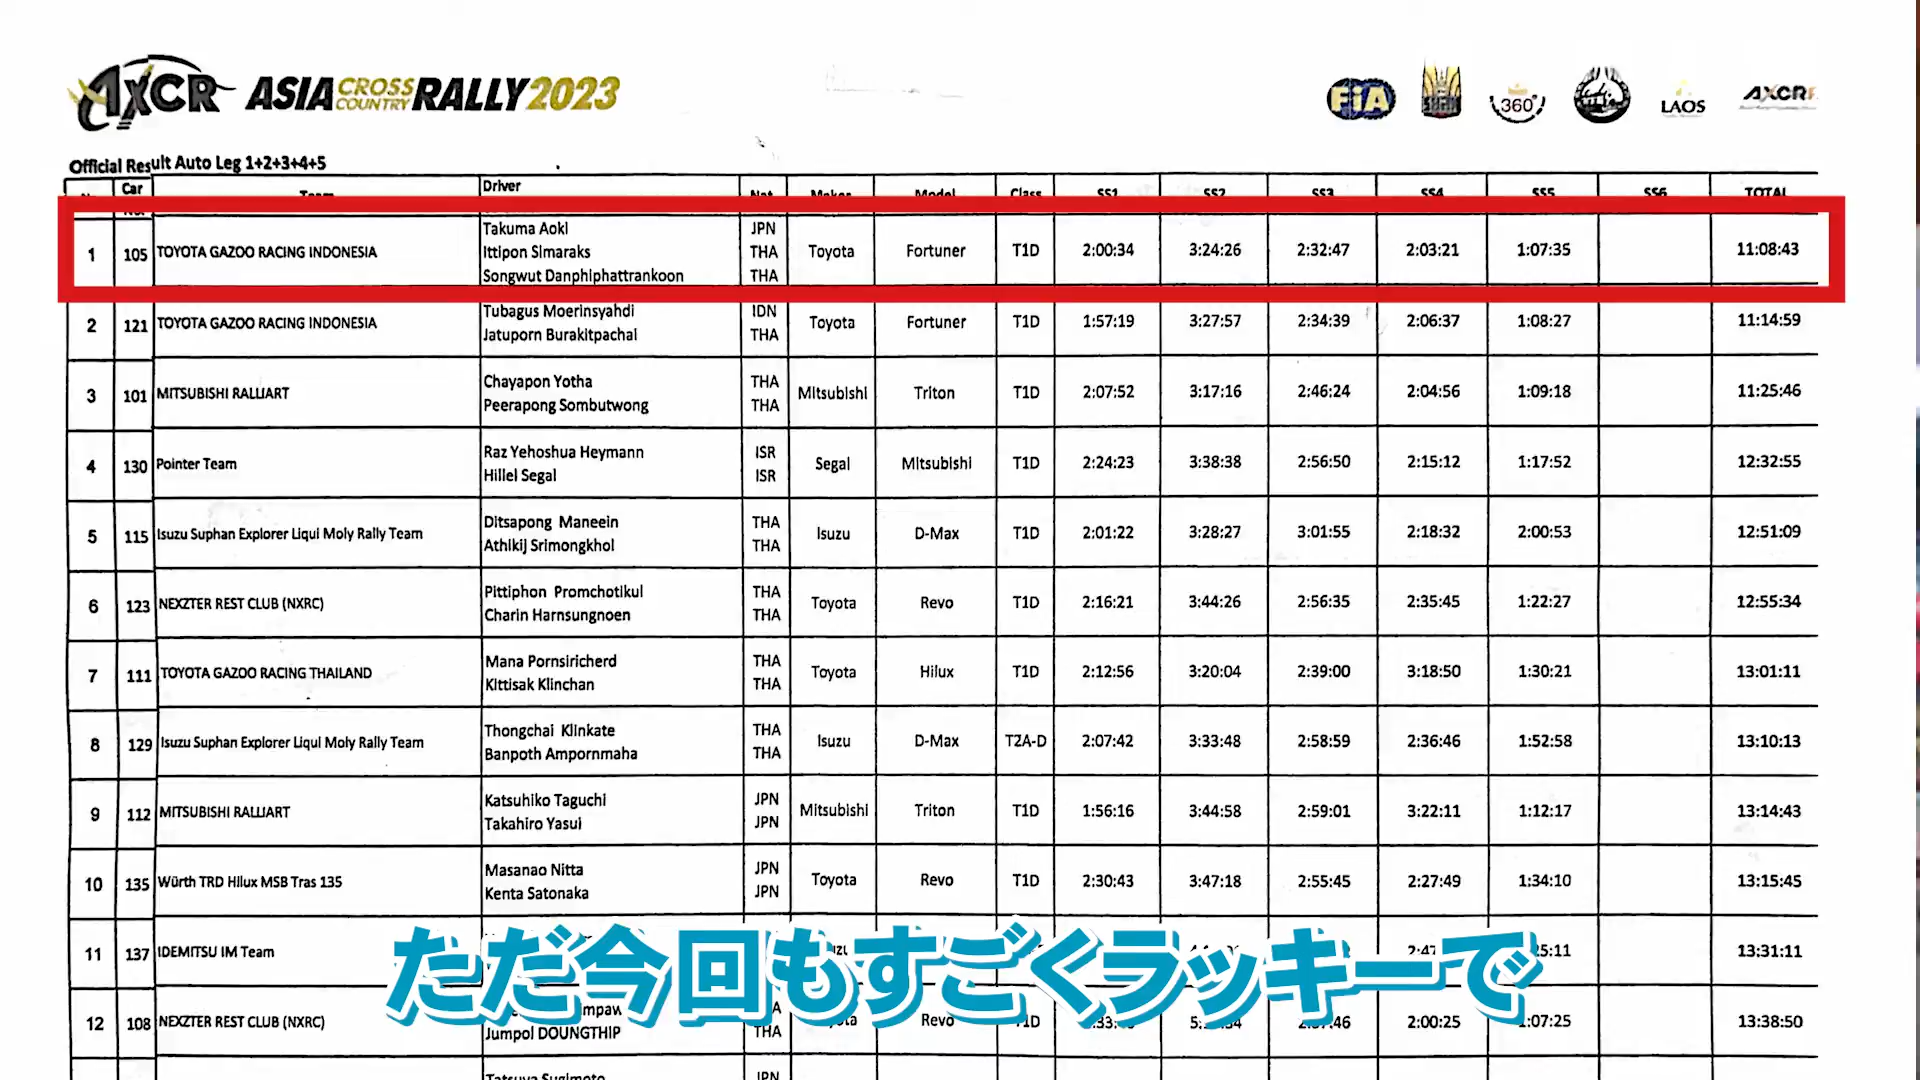 AXCR ASIA CROSS COUNTRY RALLY 2023
FIA 360° LAOS AXCR
Official Result Auto Leg 1+2+3+4+5
Car Team Driver Nat Maker Model Class SS1 SS2 SS3 SS4 SS5 SS6 TOTAL
1 105 TOYOTA GAZOO RACING INDONESIA Takuma Aoki JPN Toyota Fortuner T1D 2:00:34 3:24:26 2:32:47 2:03:21 1:07:35 11:08:43
Ittipon Simaraks THA
Songwut Danphiphattrankoon THA
2 121 TOYOTA GAZOO RACING INDONESIA Tubagus Moerinsyahdi IDN Toyota Fortuner T1D 1:57:19 3:27:57 2:34:39 2:06:37 1:08:27 11:14:59
Jatuporn Burakitpachai THA
3 101 MITSUBISHI RALLIART Chayapon Yotha THA Mitsubishi Triton T1D 2:07:52 3:17:16 2:46:24 2:04:56 1:09:18 11:25:46
Peerapong Sombutwong THA
4 130 Pointer Team Raz Yehoshua Heymann ISR Segal Mitsubishi T1D 2:24:23 3:38:38 2:56:50 2:15:12 1:17:52 12:32:55
Hillel Segal ISR
5 115 Isuzu Suphan Explorer Liqui Moly Rally Team Ditsapong Maneein THA Isuzu D-Max T1D 2:01:22 3:28:27 3:01:55 2:18:32 2:00:53 12:51:09
Athikij Srimongkhol THA
6 123 NEXZTER REST CLUB (NXRC) Pittiphon Promchotikul THA Toyota Revo T1D 2:16:21 3:44:26 2:56:35 2:35:45 1:22:27 12:55:34
Charin Harnsungnoen THA
7 111 TOYOTA GAZOO RACING THAILAND Mana Pornsiricherd THA Toyota Hilux T1D 2:12:56 3:20:04 2:39:00 3:18:50 1:30:21 13:01:11
Kittisak Klinchan THA
8 129 Isuzu Suphan Explorer Liqui Moly Rally Team Thongchai Klinkate THA Isuzu D-Max T2A-D 2:07:42 3:33:48 2:58:59 2:36:46 1:52:58 13:10:13
Banpoth Ampornmaha THA
9 112 MITSUBISHI RALLIART Katsuhiko Taguchi JPN Mitsubishi Triton T1D 1:56:16 3:44:58 2:59:01 3:22:11 1:12:17 13:14:43
Takahiro Yasui JPN
10 135 Würth TRD Hilux MSB Tras 135 Masanao Nitta JPN Toyota Revo T1D 2:30:43 3:47:18 2:55:45 2:27:49 1:34:10 13:15:45
Kenta Satonaka JPN
11 137 IDEMITSU IM Team 13:31:11
ただ今回もすごくラッキーで
12 108 NEXZTER REST CLUB (NXRC) Revo 2:00:25 1:07:25 13:38:50
Jumpol DOUNGTHIP THA
Tatsuya Sugimoto JPN